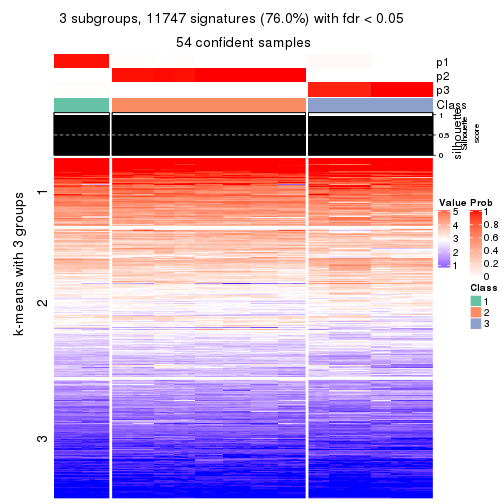 3 subgroups, 11747 signatures (76.0%) with fdr < 0.05
54 confident samples
p1
p2
p3
Class
1
0.5
0
silhouette
Silhouette
score
k-means with 3 groups
1
2
3
Value
5
4
3
2
1
Prob
1
0.8
0.6
0.4
0.2
0
Class
1
2
3